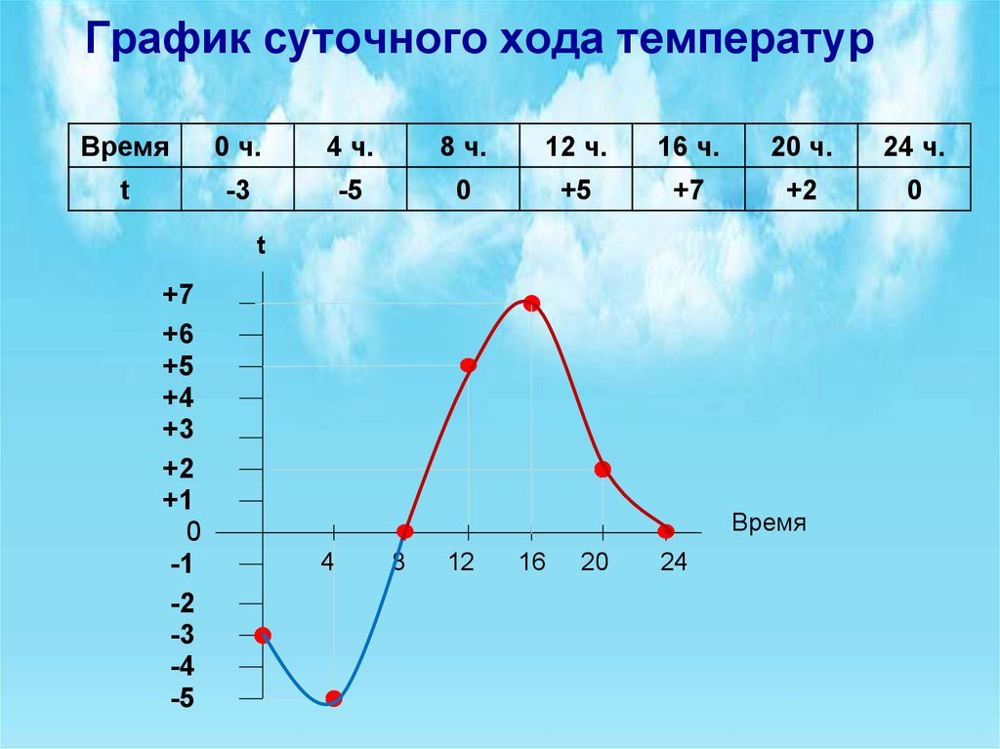 График суточного хода температур
Время 0 ч. 4 ч. 8 ч. 12 ч. 16 ч. 20 ч. 24 ч.
t -3 -5 0 +5 +7 +2 0
t
+7
+6
+5
+4
+3
+2
+1
0
Время
-1
4 8 12 16 20 24
-2
-3
-4
-5